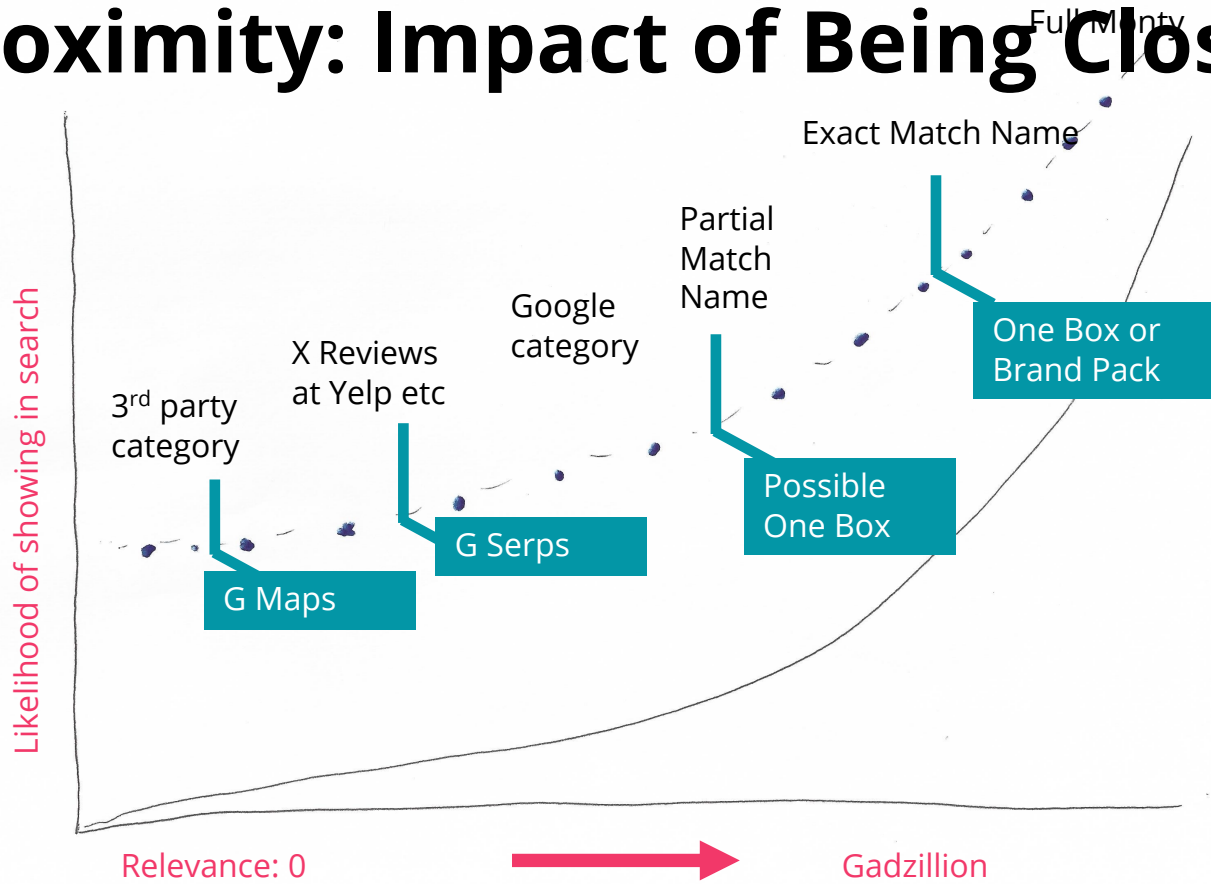 oximity: Impact of Being Clos
Full Monty
Exact Match Name
Partial
Match
Name
Google
category
X Reviews
at Yelp etc
3rd party
category
One Box or
Brand Pack
Possible
One Box
G Serps
G Maps
Likelihood of showing in search
Relevance: 0
Gadzillion